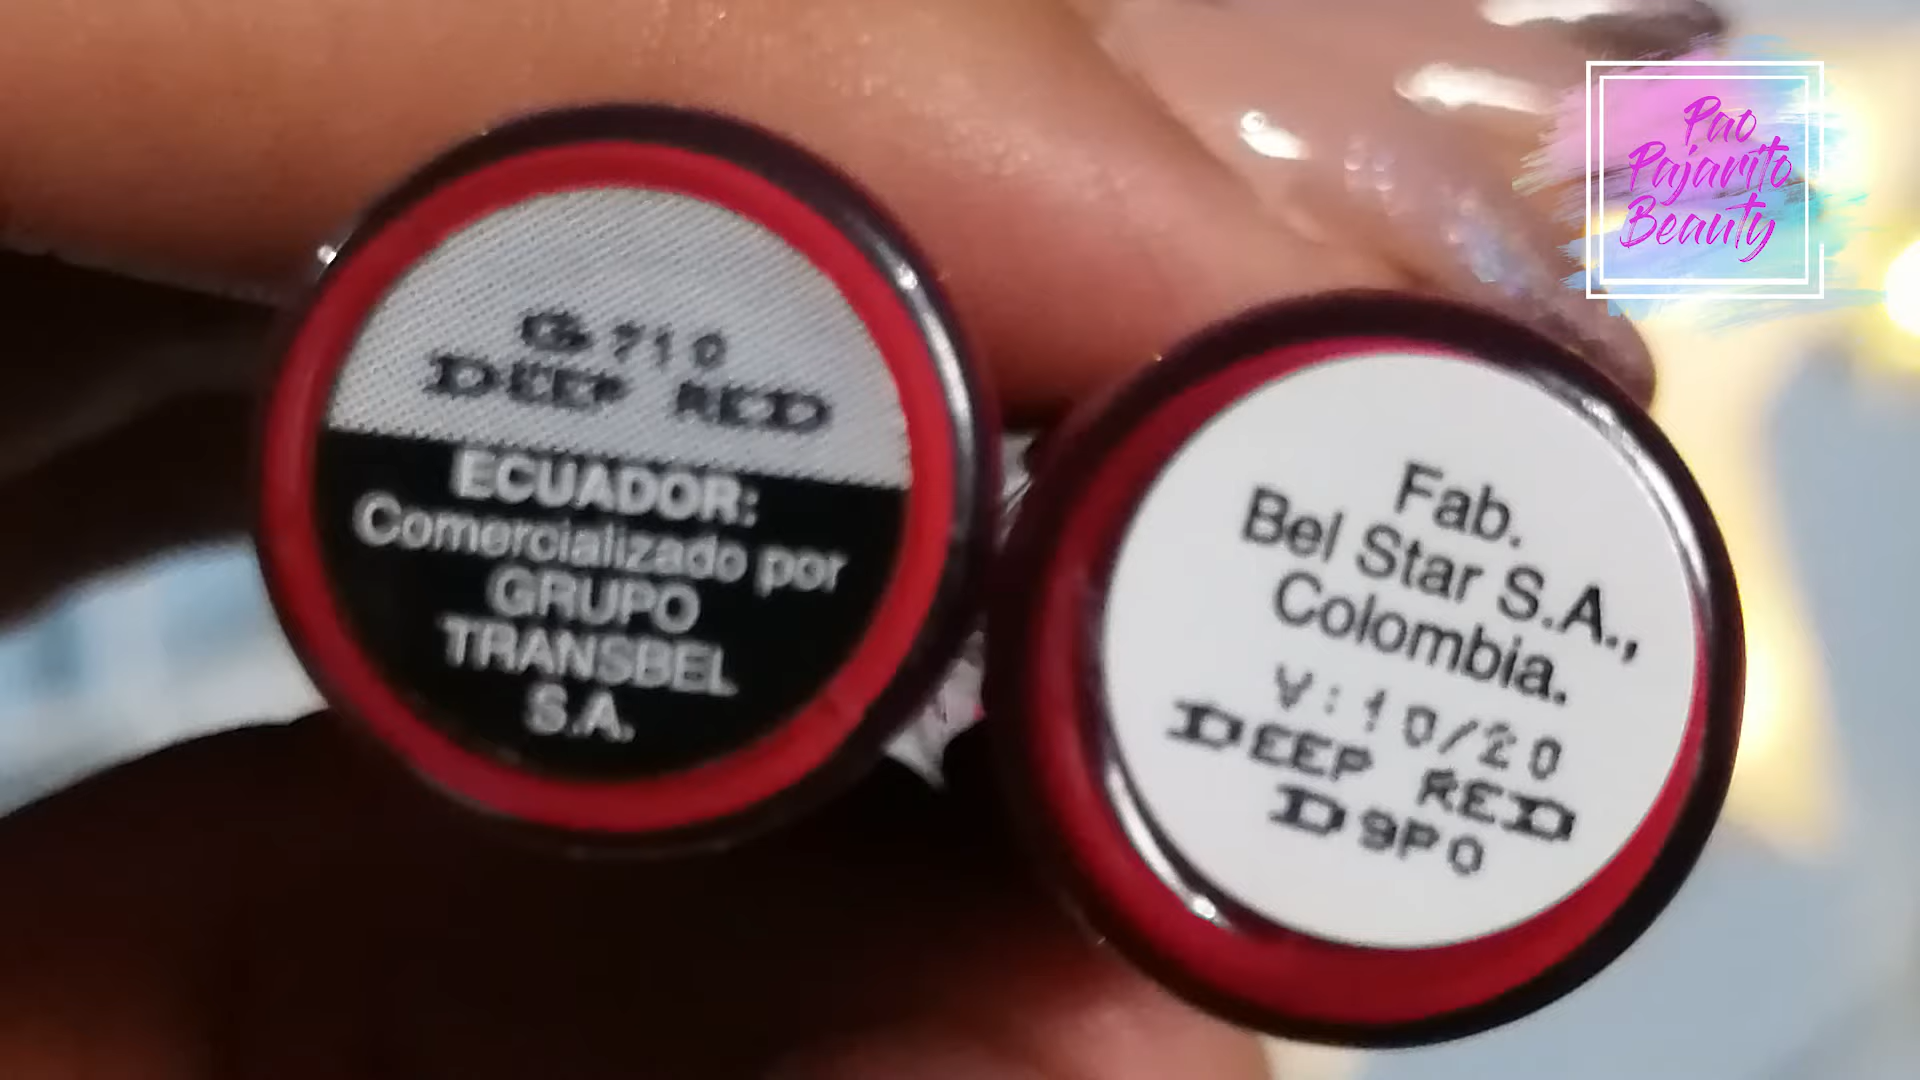 710
DEEP RED
ECUADOR:
Comercializado por
GRUPO
TRANSBEL
S.A.
Fab.
Bel Star S.A.,
Colombia.
V:10/20
DEEP RED
D9P0
Pao
Pajarito
Beauty